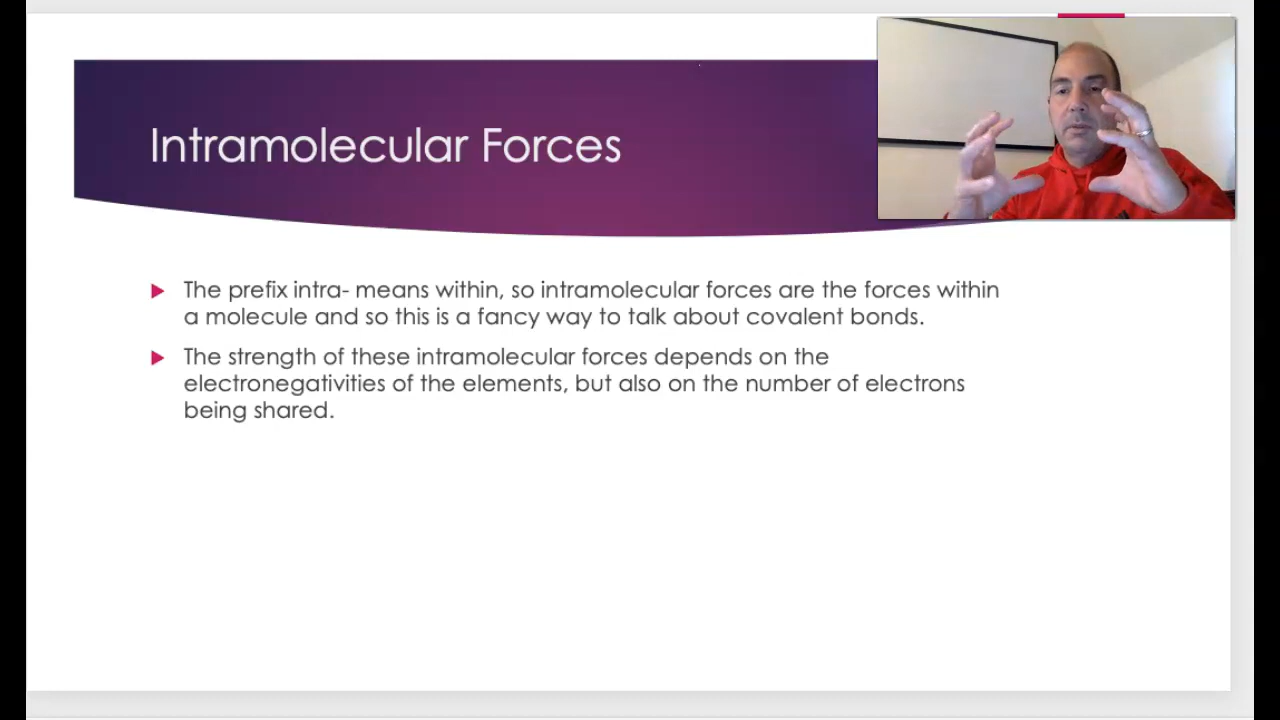 Intramolecular Forces
The prefix intra- means within, so intramolecular forces are the forces within
a molecule and so this is a fancy way to talk about covalent bonds.
The strength of these intramolecular forces depends on the
electronegativities of the elements, but also on the number of electrons
being shared.